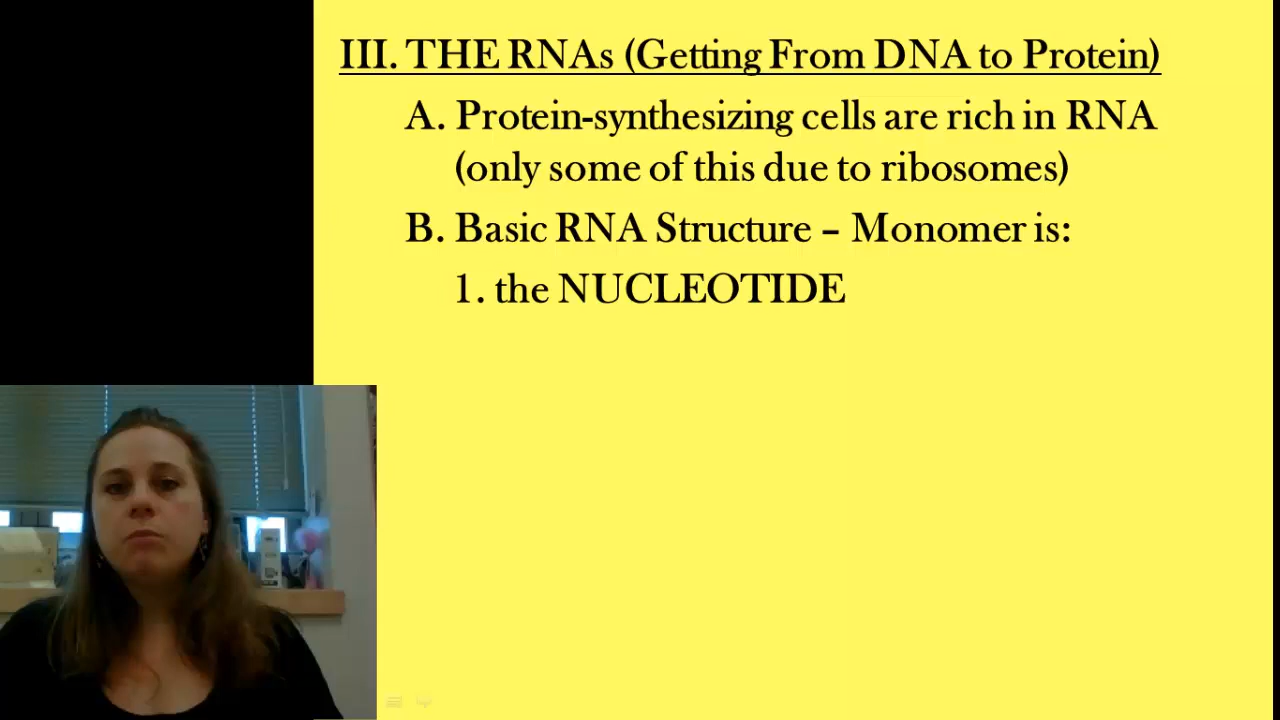 III. THE RNAs (Getting From DNA to Protein)
A. Protein-synthesizing cells are rich in RNA
(only some of this due to ribosomes)
B. Basic RNA Structure – Monomer is:
1. the NUCLEOTIDE